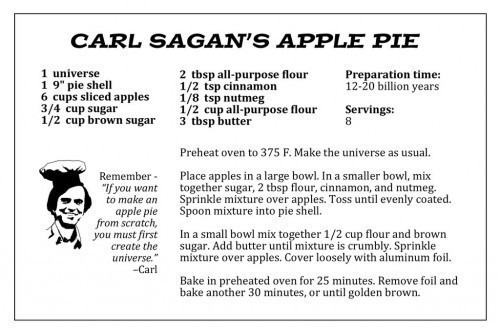 CARL SAGAN'S APPLE PIE
1 universe
1 9" pie shell
6 cups sliced apples
3/4 cup sugar
1/2 cup brown sugar
2 tbsp all-purpose flour
1/2 tsp cinnamon
1/8 tsp nutmeg
1/2 cup all-purpose flour
3 tbsp butter
Preparation time:
12-20 billion years
Servings:
8
Remember -
"If you want
to make an
apple pie
from scratch,
you must first
create the
universe."
–Carl
Preheat oven to 375 F. Make the universe as usual.
Place apples in a large bowl. In a smaller bowl, mix
together sugar, 2 tbsp flour, cinnamon, and nutmeg.
Sprinkle mixture over apples. Toss until evenly coated.
Spoon mixture into pie shell.
In a small bowl mix together 1/2 cup flour and brown
sugar. Add butter until mixture is crumbly. Sprinkle
mixture over apples. Cover loosely with aluminum foil.
Bake in preheated oven for 25 minutes. Remove foil and
bake another 30 minutes, or until golden brown.